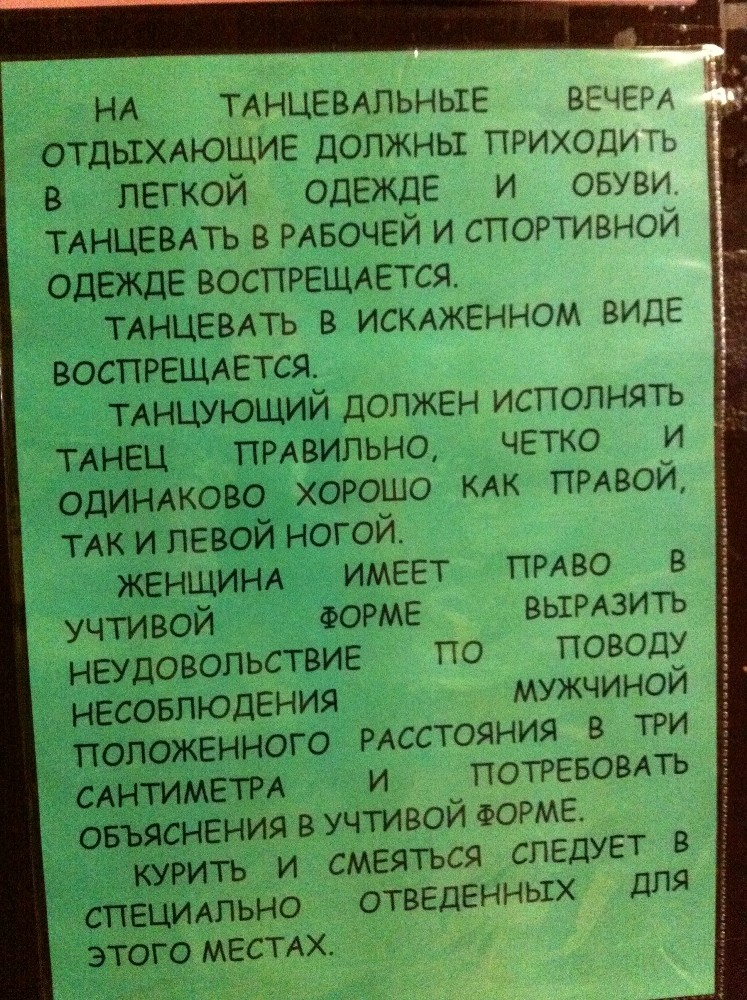 НА ТАНЦЕВАЛЬНЫЕ ВЕЧЕРА
ОТДЫХАЮЩИЕ ДОЛЖНЫ ПРИХОДИТЬ
В ЛЕГКОЙ ОДЕЖДЕ И ОБУВИ.
ТАНЦЕВАТЬ В РАБОЧЕЙ И СПОРТИВНОЙ
ОДЕЖДЕ ВОСПРЕЩАЕТСЯ.
ТАНЦЕВАТЬ В ИСКАЖЕННОМ ВИДЕ
ВОСПРЕЩАЕТСЯ.
ТАНЦУЮЩИЙ ДОЛЖЕН ИСПОЛНЯТЬ
ТАНЕЦ ПРАВИЛЬНО, ЧЕТКО И
ОДИНАКОВО ХОРОШО КАК ПРАВОЙ,
ТАК И ЛЕВОЙ НОГОЙ.
ЖЕНЩИНА ИМЕЕТ ПРАВО В
УЧТИВОЙ ФОРМЕ ВЫРАЗИТЬ
НЕУДОВОЛЬСТВИЕ ПО ПОВОДУ
НЕСОБЛЮДЕНИЯ МУЖЧИНОЙ
ПОЛОЖЕННОГО РАССТОЯНИЯ В ТРИ
САНТИМЕТРА И ПОТРЕБОВАТЬ
ОБЪЯСНЕНИЯ В УЧТИВОЙ ФОРМЕ.
КУРИТЬ И СМЕЯТЬСЯ СЛЕДУЕТ В
СПЕЦИАЛЬНО ОТВЕДЕННЫХ ДЛЯ
ЭТОГО МЕСТАХ.